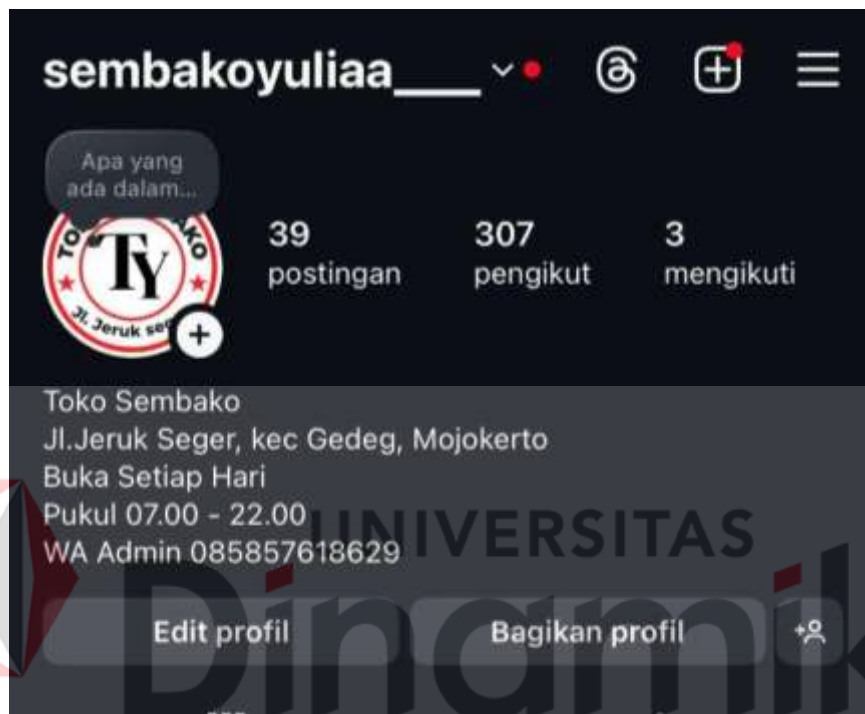 sembakoyuliaa___
Apa yang
ada dalam...
TY
Jl. Jeruk
39
postingan
307
pengikut
3
mengikuti
Toko Sembako
Jl.Jeruk Seger, kec Gedeg, Mojokerto
Buka Setiap Hari
Pukul 07.00 - 22.00
WA Admin 085857618629
UNIVERSITAS
Dinamik
Edit profil
Bagikan profil